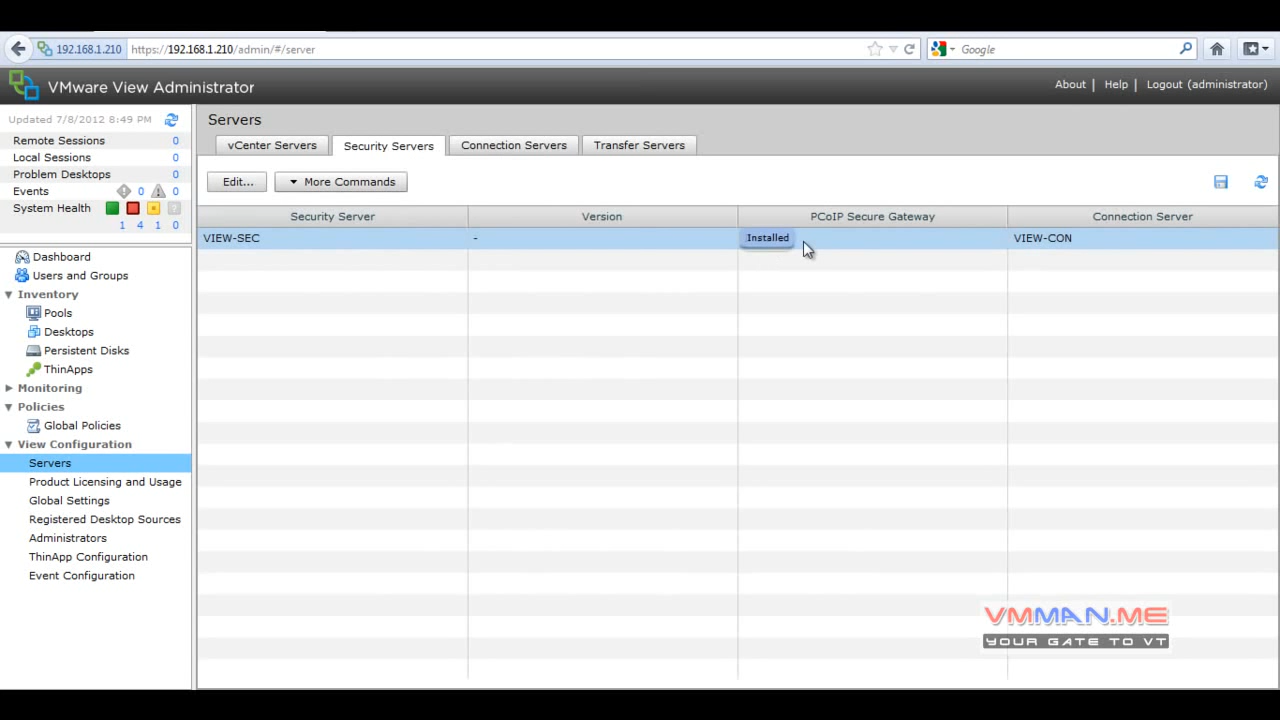 192.168.1.210 https://192.168.1.210/admin/#/server Google
VMware View Administrator About | Help | Logout (administrator)
Updated 7/8/2012 8:49 PM
Remote Sessions 0
Local Sessions 0
Problem Desktops 0
Events 0 0
System Health ?
1 4 1 0
Dashboard
Users and Groups
Inventory
Pools
Desktops
Persistent Disks
ThinApps
Monitoring
Policies
Global Policies
View Configuration
Servers
Product Licensing and Usage
Global Settings
Registered Desktop Sources
Administrators
ThinApp Configuration
Event Configuration
Servers
vCenter Servers Security Servers Connection Servers Transfer Servers
Edit... More Commands
Security Server Version PCoIP Secure Gateway Connection Server
VIEW-SEC - Installed VIEW-CON
VMMAN.ME
YOUR GATE TO VT